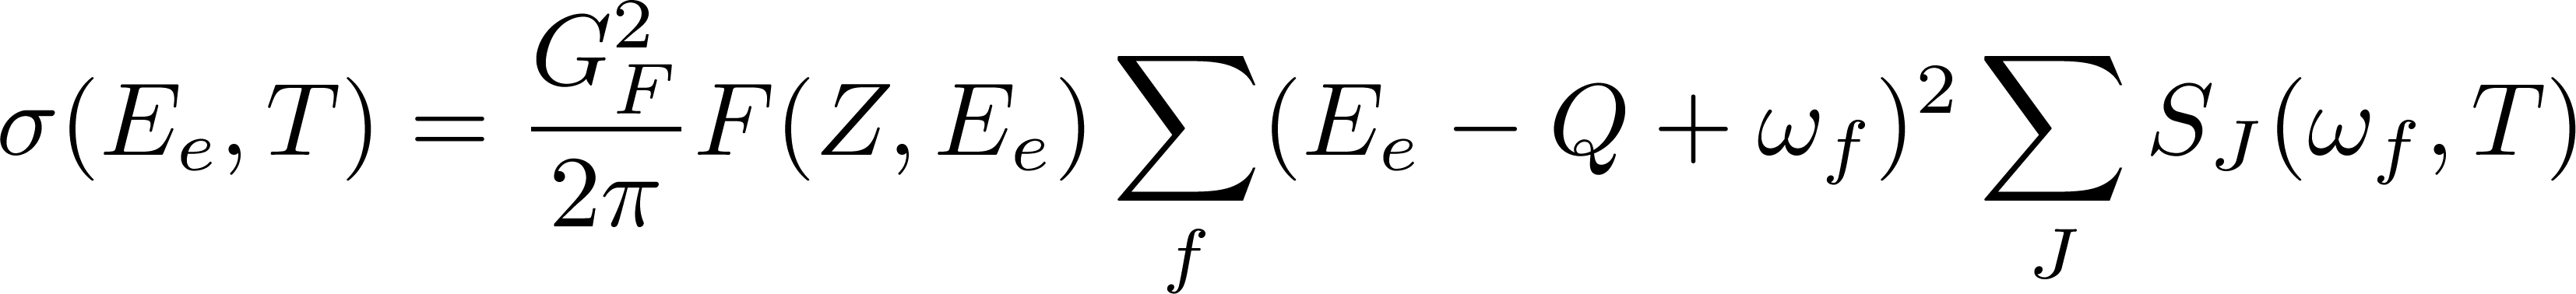 σ(E_e, T) = \frac{G_F^2}{2π} F(Z, E_e) \sum_f (E_e − Q + ω_f)^2 \sum_J S_J(ω_f, T)